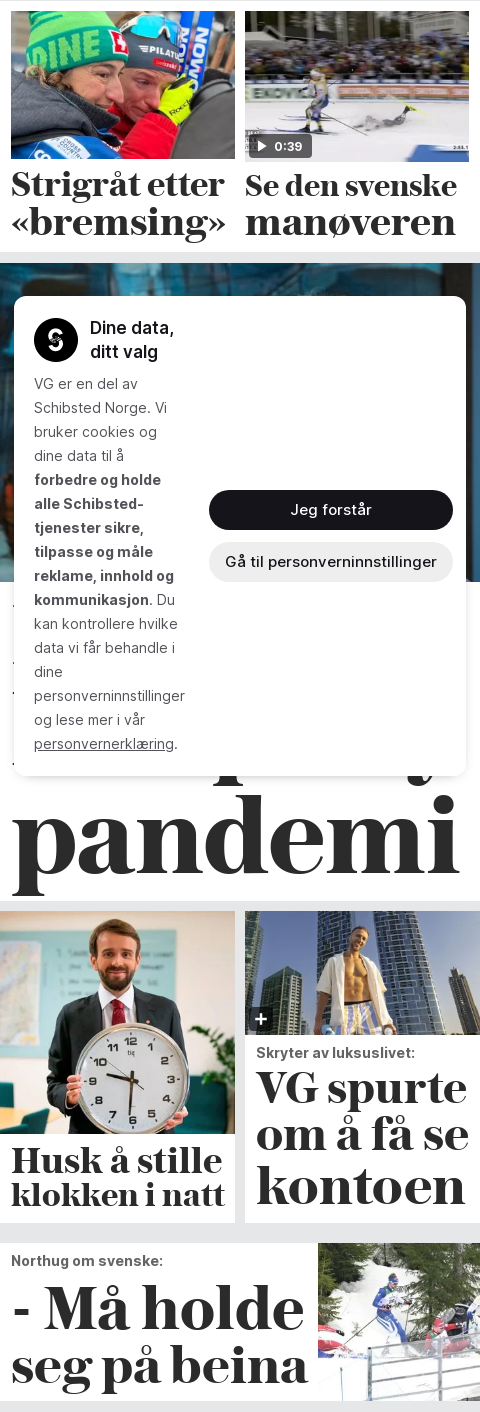 Strigråt etter
«bremsing»
0:39
Se den svenske
manøveren
Dine data,
ditt valg
VG er en del av
Schibsted Norge. Vi
bruker cookies og
dine data til å
forbedre og holde
alle Schibsted-
tjenester sikre,
tilpasse og måle
reklame, innhold og
kommunikasjon. Du
kan kontrollere hvilke
data vi får behandle i
dine
personverninnstillinger
og lese mer i vår
personvernerklæring.
Jeg forstår
Gå til personverninnstillinger
pandemi
Husk å stille
klokken i natt
Skryter av luksuslivet:
VG spurte
om å få se
kontoen
Northug om svenske:
- Må holde
seg på beina